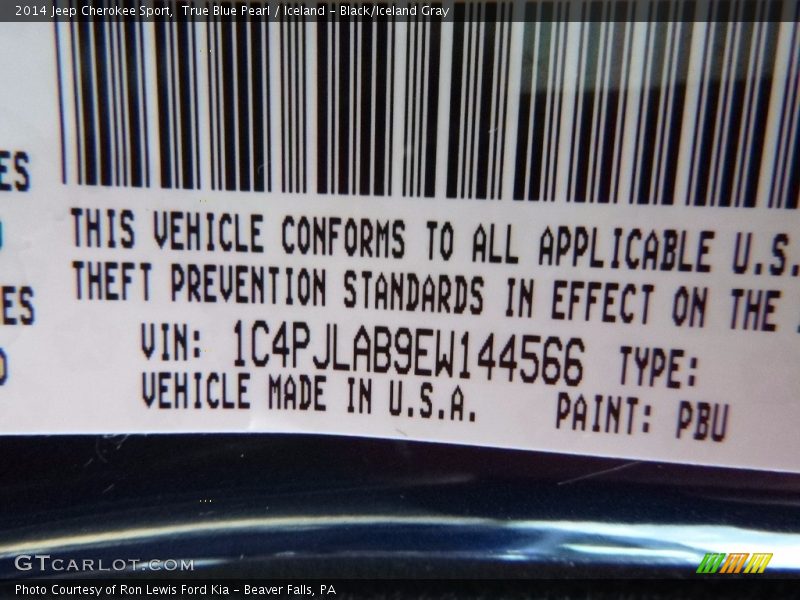 2014 Jeep Cherokee Sport, True Blue Pearl / Iceland - Black/Iceland Gray
ES
THIS VEHICLE CONFORMS TO ALL APPLICABLE U.S.
THEFT PREVENTION STANDARDS IN EFFECT ON THE
ES
VIN: 1C4PJLAB9EW144566 TYPE:
VEHICLE MADE IN U.S.A. PAINT: PBU
GTCARLOT.COM
Photo Courtesy of Ron Lewis Ford Kia - Beaver Falls, PA